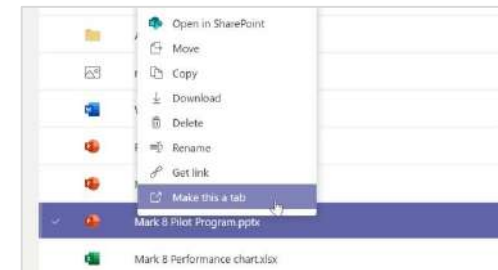 Open in SharePoint
Move
Copy
Download
Delete
Rename
Get link
Make this a tab
Mark 8 Pilot Program.pptx
Mark 8 Performance chart.xlsx